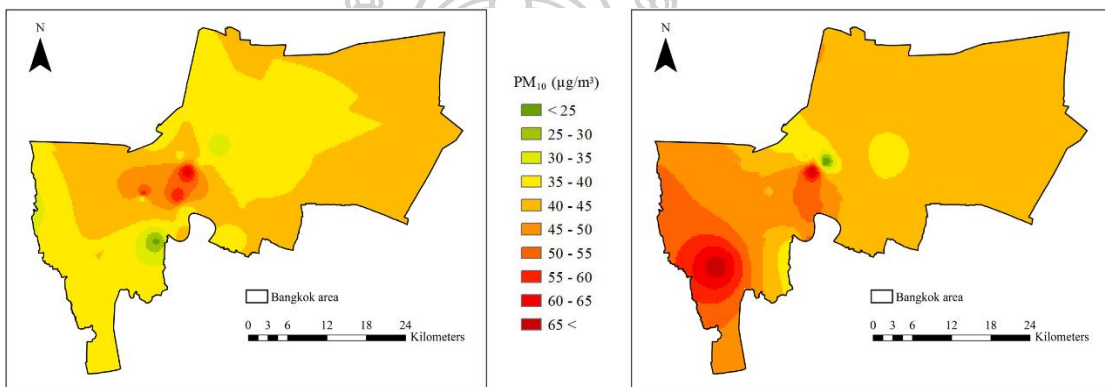 N
Bangkok area
0 3 6 12 18 24
Kilometers
PM₁₀ (µg/m³)
< 25
25 - 30
30 - 35
35 - 40
40 - 45
45 - 50
50 - 55
55 - 60
60 - 65
65 <
N
Bangkok area
0 3 6 12 18 24
Kilometers